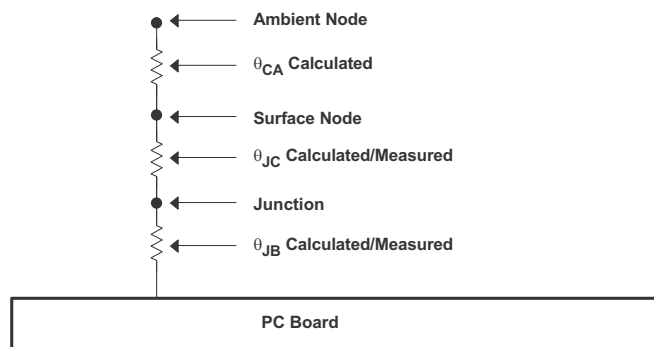 Ambient Node
θCA Calculated
Surface Node
θJC Calculated/Measured
Junction
θJB Calculated/Measured
PC Board